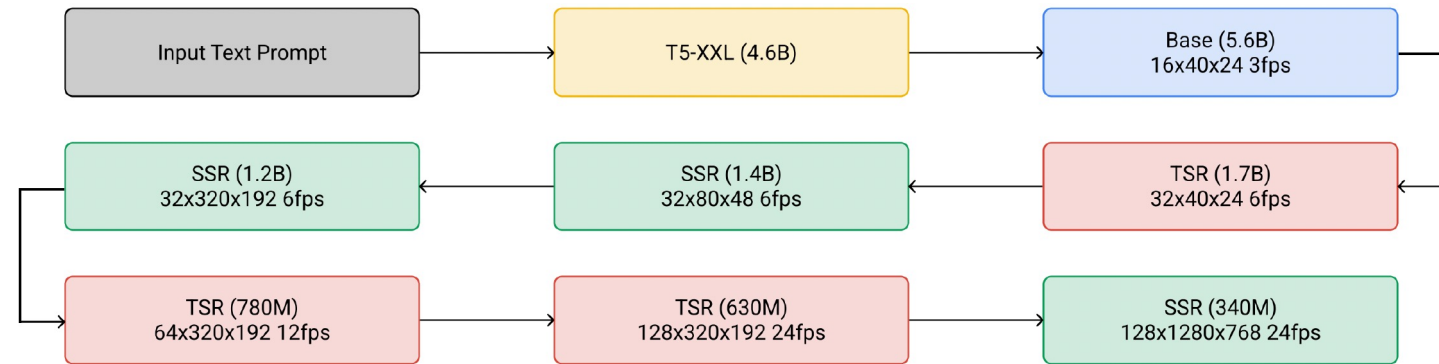 Input Text Prompt
T5-XXL (4.6B)
Base (5.6B)
16x40x24 3fps
TSR (1.7B)
32x40x24 6fps
SSR (1.4B)
32x80x48 6fps
SSR (1.2B)
32x320x192 6fps
TSR (780M)
64x320x192 12fps
TSR (630M)
128x320x192 24fps
SSR (340M)
128x1280x768 24fps